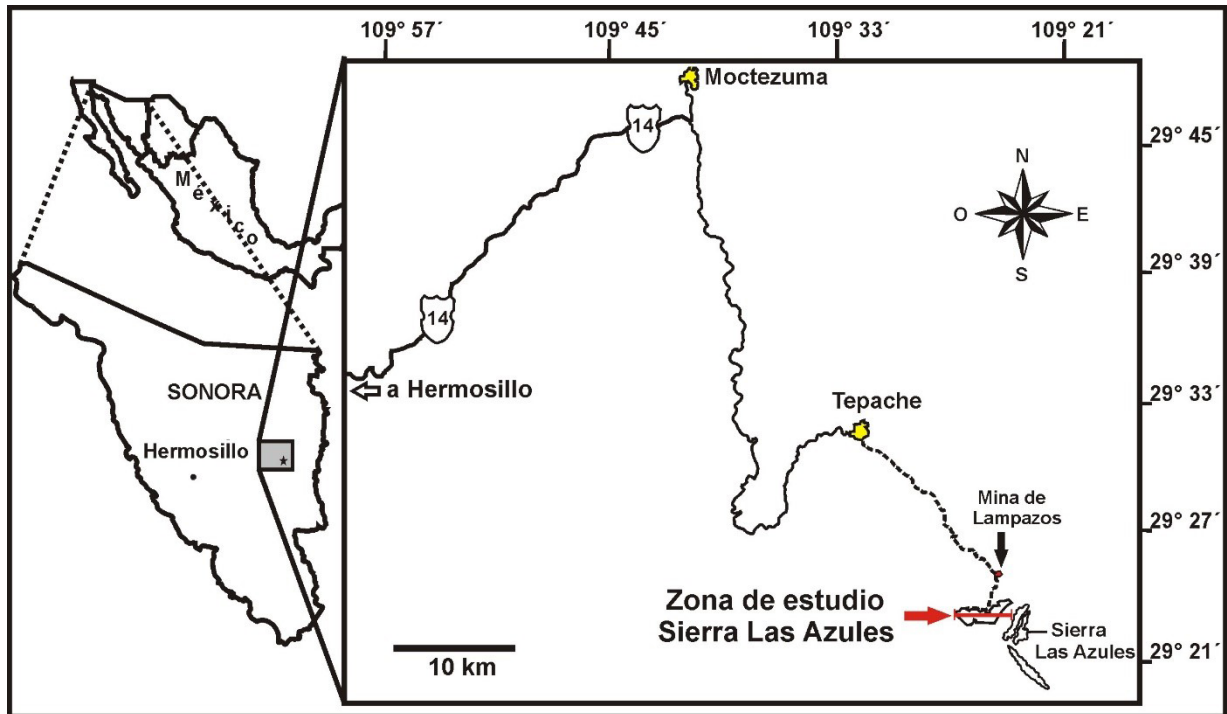 109° 57´
109° 45´
109° 33´
109° 21´
México
SONORA
Hermosillo
Moctezuma
14
14
a Hermosillo
N
O
E
S
29° 45´
29° 39´
29° 33´
29° 27´
29° 21´
Tepache
Mina de
Lampazos
Zona de estudio
Sierra Las Azules
Sierra
Las Azules
10 km